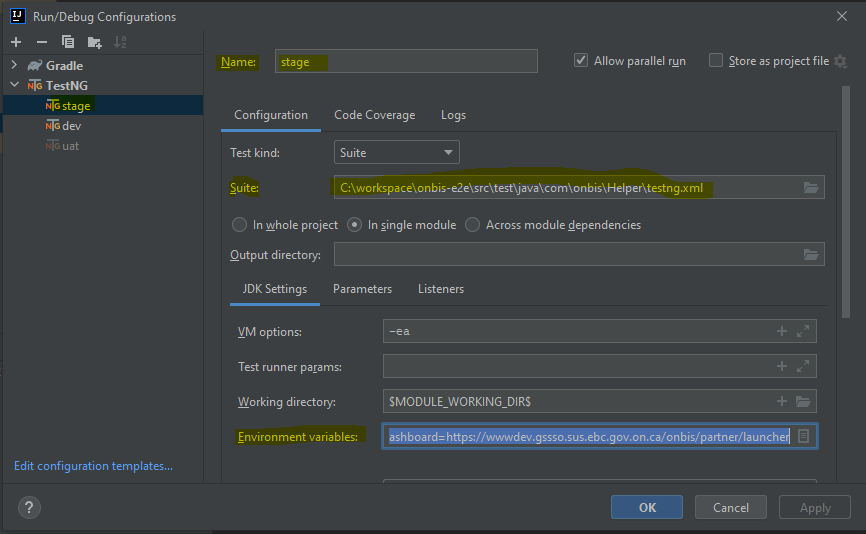 Run/Debug Configurations
Gradle
TestNG
stage
dev
uat
Edit configuration templates...
Name: stage Allow parallel run Store as project file
Configuration Code Coverage Logs
Test kind: Suite
Suite: C:\workspace\onbis-e2e\src\test\java\com\onbis\Helper\testng.xml
In whole project In single module Across module dependencies
Output directory:
JDK Settings Parameters Listeners
VM options: -ea
Test runner params:
Working directory: $MODULE_WORKING_DIR$
Environment variables: ashboard=https://wwwdev.gssso.sus.ebc.gov.on.ca/onbis/partner/launcher
? OK Cancel Apply